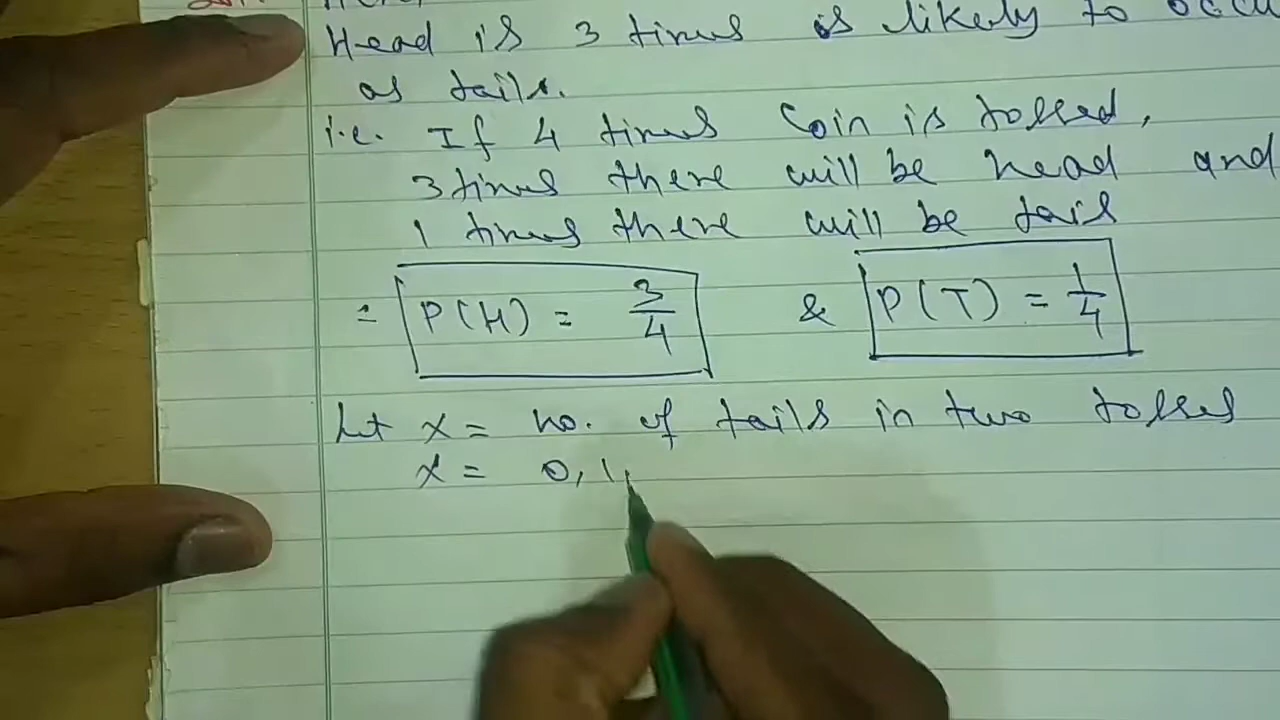 Head is 3 times is likely to occu
as tails.
i.e. If 4 times Coin is tossed,
3 times there will be head and
1 times there will be tail
= P(H) = 3/4 & P(T) = 1/4
Let x = no. of tails in two tosses
x = 0, 1,